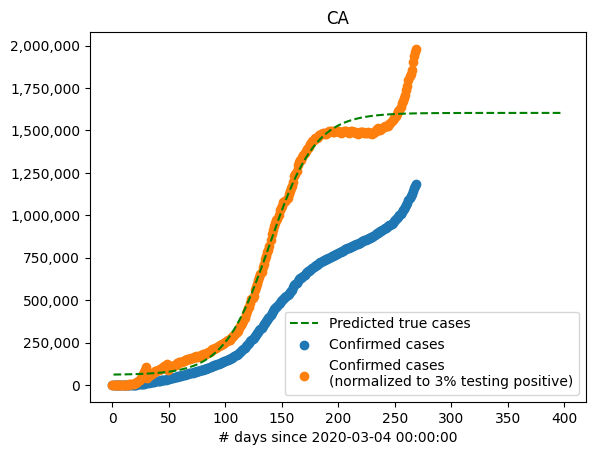 CA
2,000,000
1,750,000
1,500,000
1,250,000
1,000,000
750,000
500,000
250,000
0
Predicted true cases
Confirmed cases
Confirmed cases
(normalized to 3% testing positive)
0 50 100 150 200 250 300 350 400
# days since 2020-03-04 00:00:00